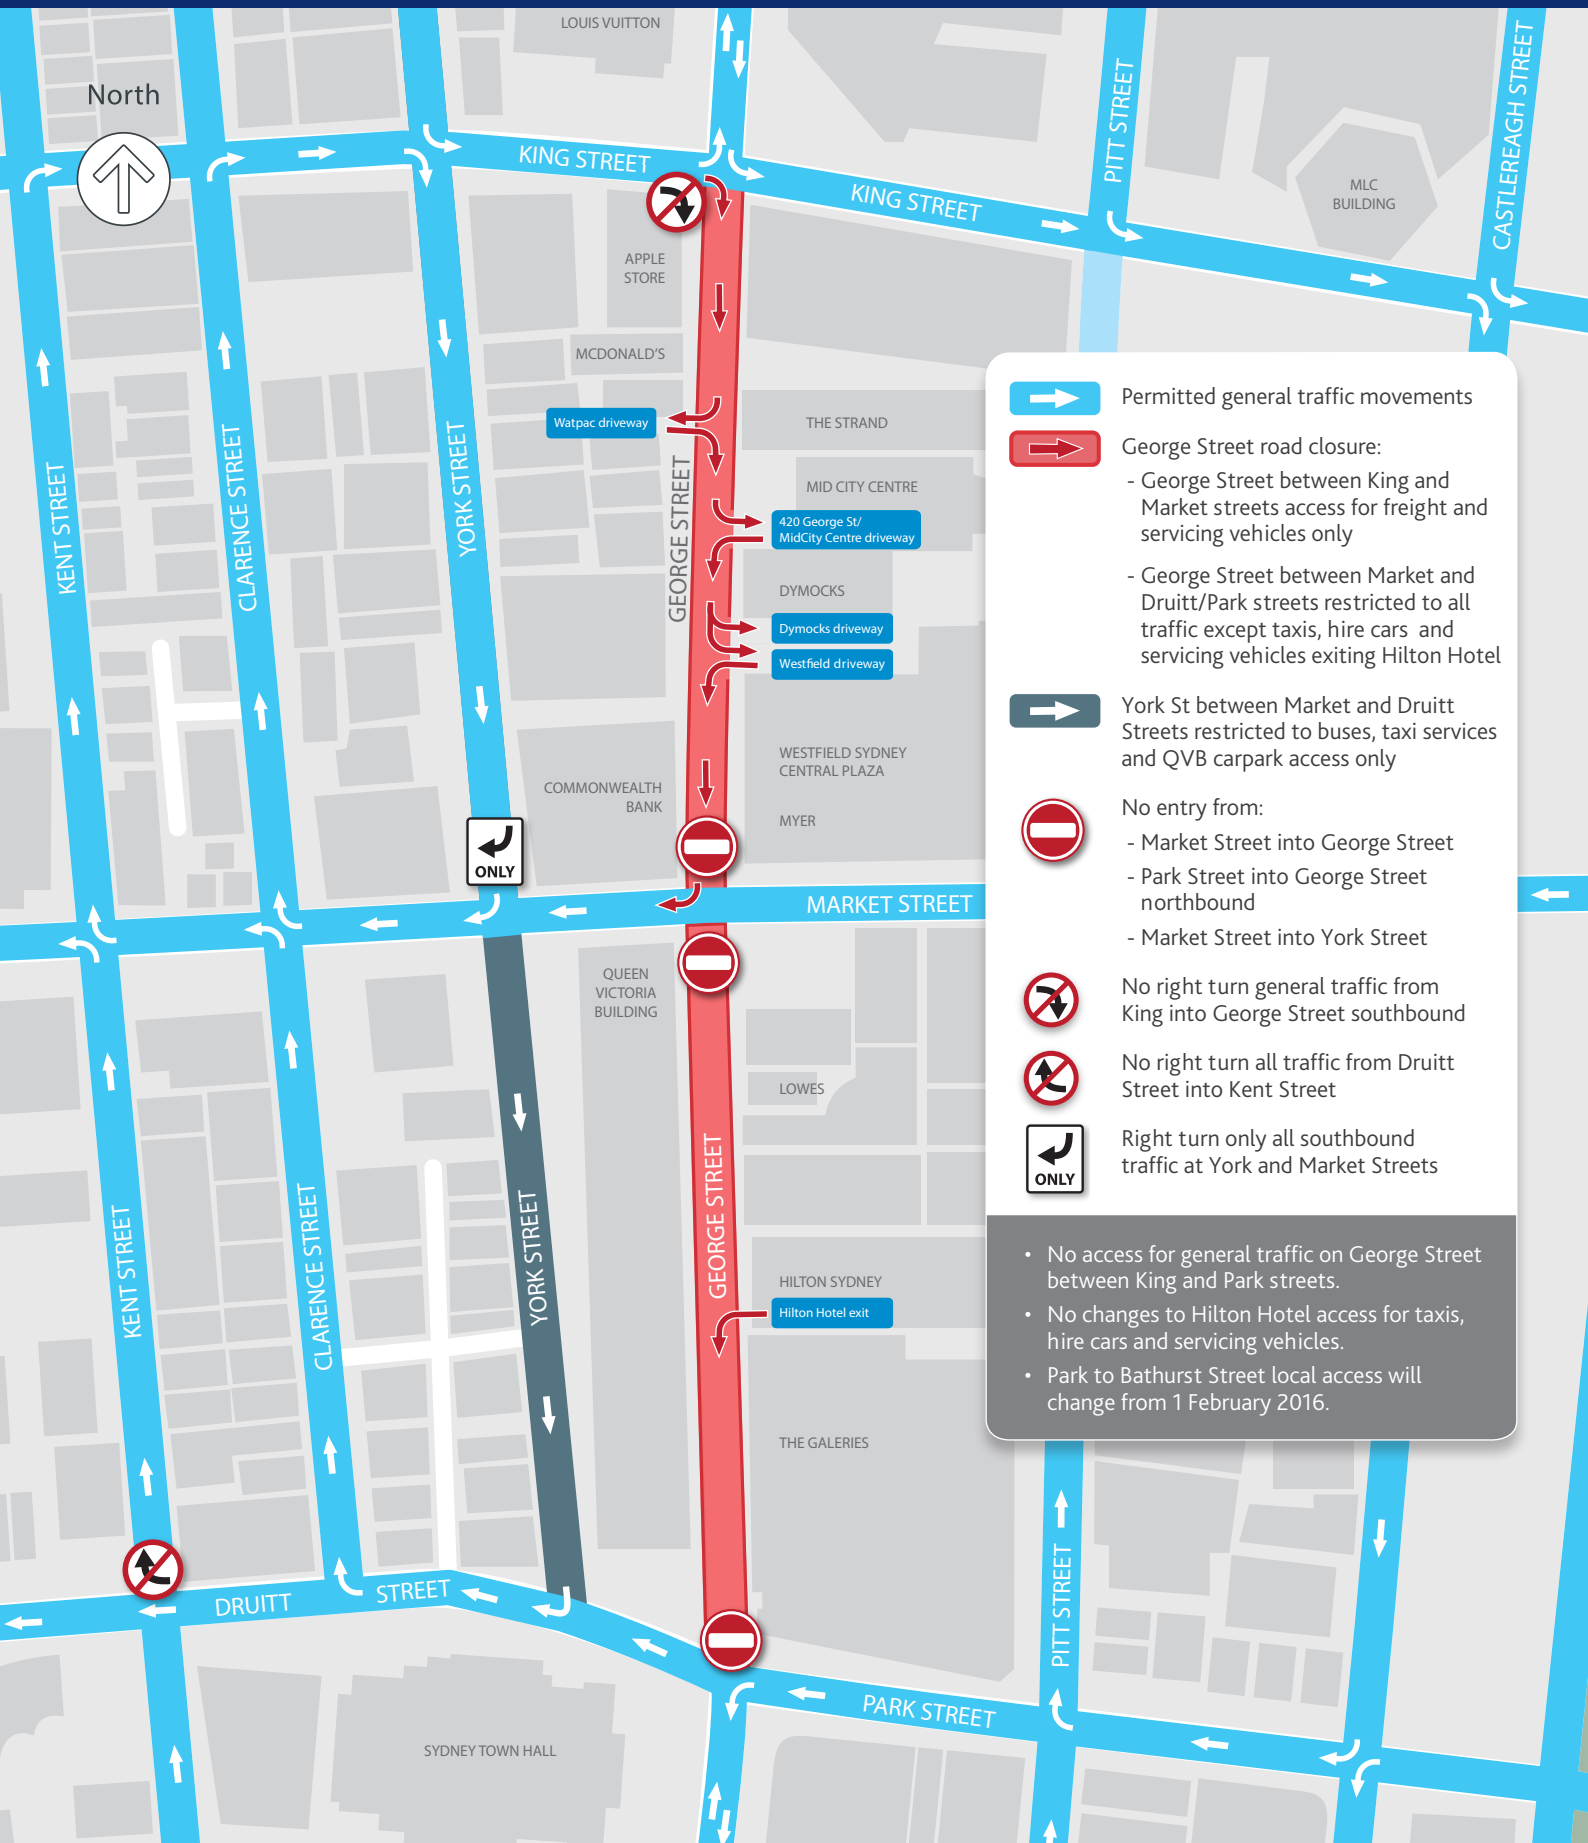 LOUIS VUITTON
North
KING STREET
KING STREET
PITT STREET
CASTLEREAGH STREET
MLC
BUILDING
APPLE
STORE
MCDONALD'S
Watpac driveway
THE STRAND
MID CITY CENTRE
420 George St/
MidCity Centre driveway
GEORGE STREET
DYMOCKS
Dymocks driveway
Westfield driveway
KENT STREET
CLARENCE STREET
YORK STREET
WESTFIELD SYDNEY
CENTRAL PLAZA
MYER
COMMONWEALTH
BANK
ONLY
MARKET STREET
QUEEN
VICTORIA
BUILDING
LOWES
GEORGE STREET
KENT STREET
CLARENCE STREET
YORK STREET
HILTON SYDNEY
Hilton Hotel exit
THE GALERIES
DRUITT STREET
PITT STREET
PARK STREET
SYDNEY TOWN HALL
Permitted general traffic movements
George Street road closure:
- George Street between King and
Market streets access for freight and
servicing vehicles only
- George Street between Market and
Druitt/Park streets restricted to all
traffic except taxis, hire cars and
servicing vehicles exiting Hilton Hotel
York St between Market and Druitt
Streets restricted to buses, taxi services
and QVB carpark access only
No entry from:
- Market Street into George Street
- Park Street into George Street
northbound
- Market Street into York Street
No right turn general traffic from
King into George Street southbound
No right turn all traffic from Druitt
Street into Kent Street
ONLY
Right turn only all southbound
traffic at York and Market Streets
• No access for general traffic on George Street
between King and Park streets.
• No changes to Hilton Hotel access for taxis,
hire cars and servicing vehicles.
• Park to Bathurst Street local access will
change from 1 February 2016.